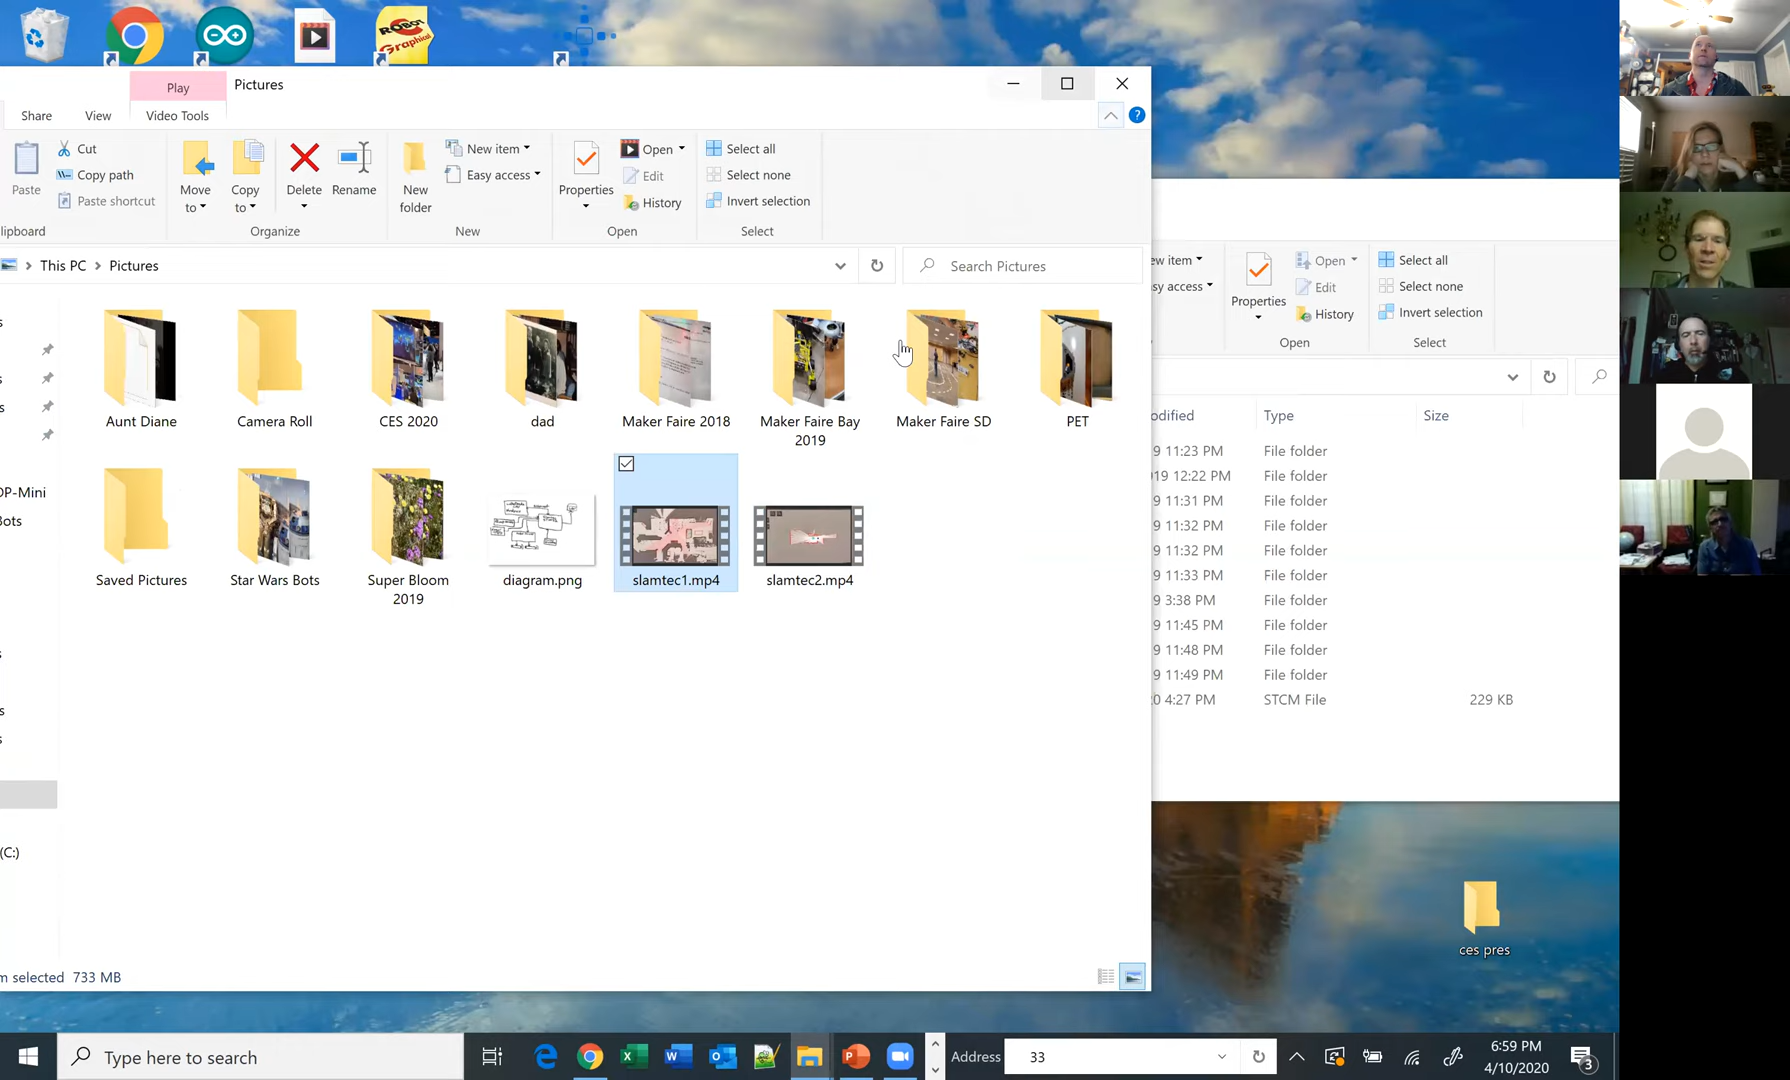 ROBOT
Graphical
Play
Pictures
Share
View
Video Tools
Paste
Cut
Copy path
Paste shortcut
Move
to
Copy
to
Delete
Rename
New
folder
New item
Easy access
Properties
Open
Edit
History
Select all
Select none
Invert selection
lipboard
Organize
New
Open
Select
This PC
Pictures
Search Pictures
Aunt Diane
Camera Roll
CES 2020
dad
Maker Faire 2018
Maker Faire Bay
2019
Maker Faire SD
PET
Saved Pictures
Star Wars Bots
Super Bloom
2019
diagram.png
slamtec1.mp4
slamtec2.mp4
s
s
s
OP-Mini
Bots
s
s
s
(C:)
m selected 733 MB
ew item
sy access
Properties
Open
Edit
History
Select all
Select none
Invert selection
Open
Select
odified
Type
Size
9 11:23 PM File folder
019 12:22 PM File folder
9 11:31 PM File folder
9 11:32 PM File folder
9 11:32 PM File folder
9 11:33 PM File folder
9 3:38 PM File folder
9 11:45 PM File folder
9 11:48 PM File folder
9 11:49 PM File folder
0 4:27 PM STCM File 229 KB
ces pres
Type here to search
Address
33
6:59 PM
4/10/2020
3